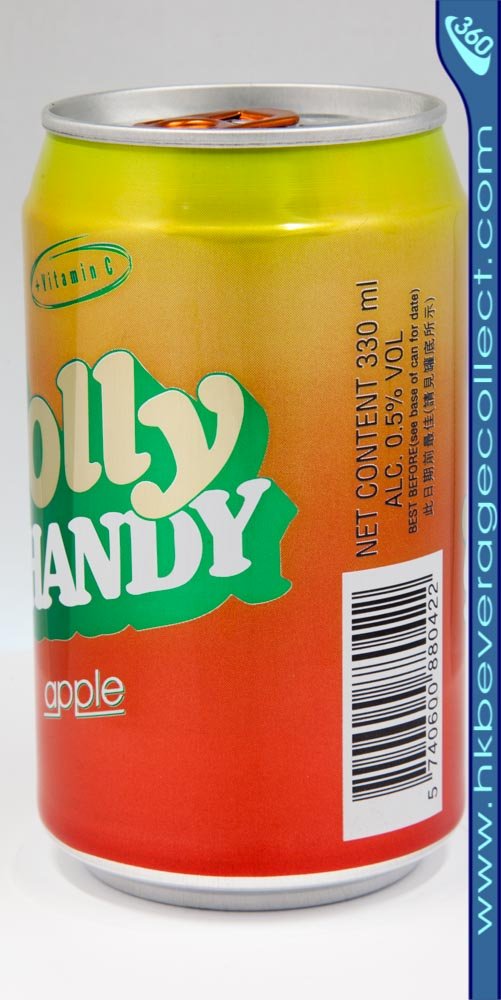 +Vitamin C
olly
HANDY
apple
NET CONTENT 330 ml
ALC. 0.5% VOL
BEST BEFORE(see base of can for date)
此日期前最佳(請見罐底所示)
5 740600 880422
360
www.hkbeveragecollect.com